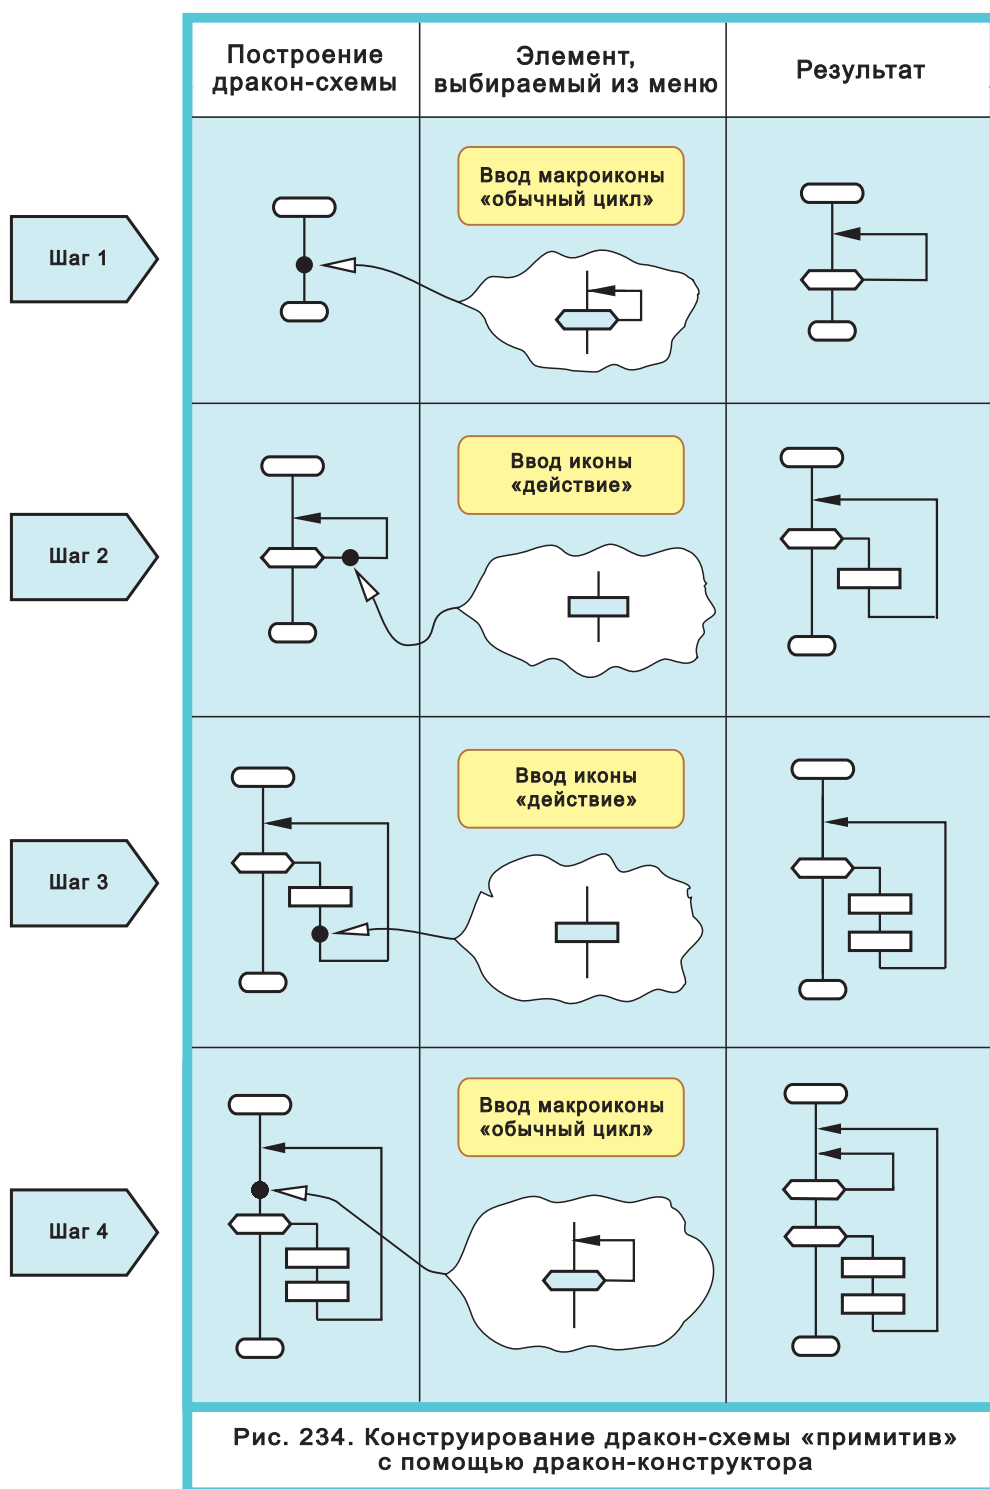 Построение
дракон-схемы
Элемент,
выбираемый из меню
Результат
Шаг 1
Ввод макроиконы
«обычный цикл»
Шаг 2
Ввод иконы
«действие»
Шаг 3
Ввод иконы
«действие»
Шаг 4
Ввод макроиконы
«обычный цикл»
Рис. 234. Конструирование дракон-схемы «примитив»
с помощью дракон-конструктора